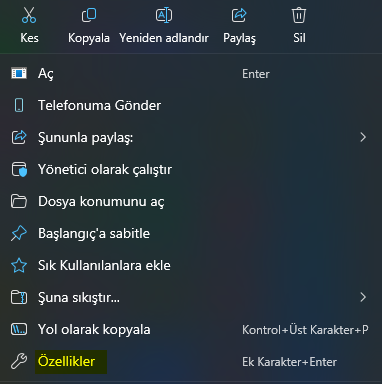 Kes Kopyala Yeniden adlandır Paylaş Sil
Aç Enter
Telefonuma Gönder
Şununla paylaş:
Yönetici olarak çalıştır
Dosya konumunu aç
Başlangıç'a sabitle
Sık Kullanılanlara ekle
Şuna sıkıştır...
Yol olarak kopyala Kontrol+Üst Karakter+P
Özellikler Ek Karakter+Enter